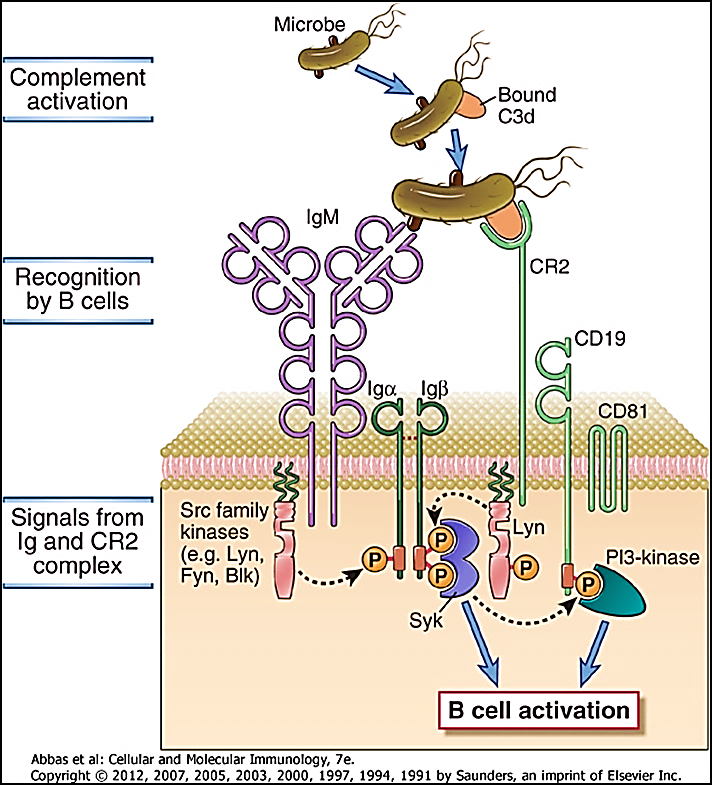 Microbe
Complement
activation
Bound
C3d
IgM
CR2
Recognition
by B cells
CD19
Igα
Igβ
CD81
Signals from
Ig and CR2
complex
Src family
kinases
(e.g. Lyn,
Fyn, Blk)
Lyn
P
P
P
P
P
PI3-kinase
Syk
B cell activation
Abbas et al: Cellular and Molecular Immunology, 7e.
Copyright © 2012, 2007, 2005, 2003, 2000, 1997, 1994, 1991 by Saunders, an imprint of Elsevier Inc.